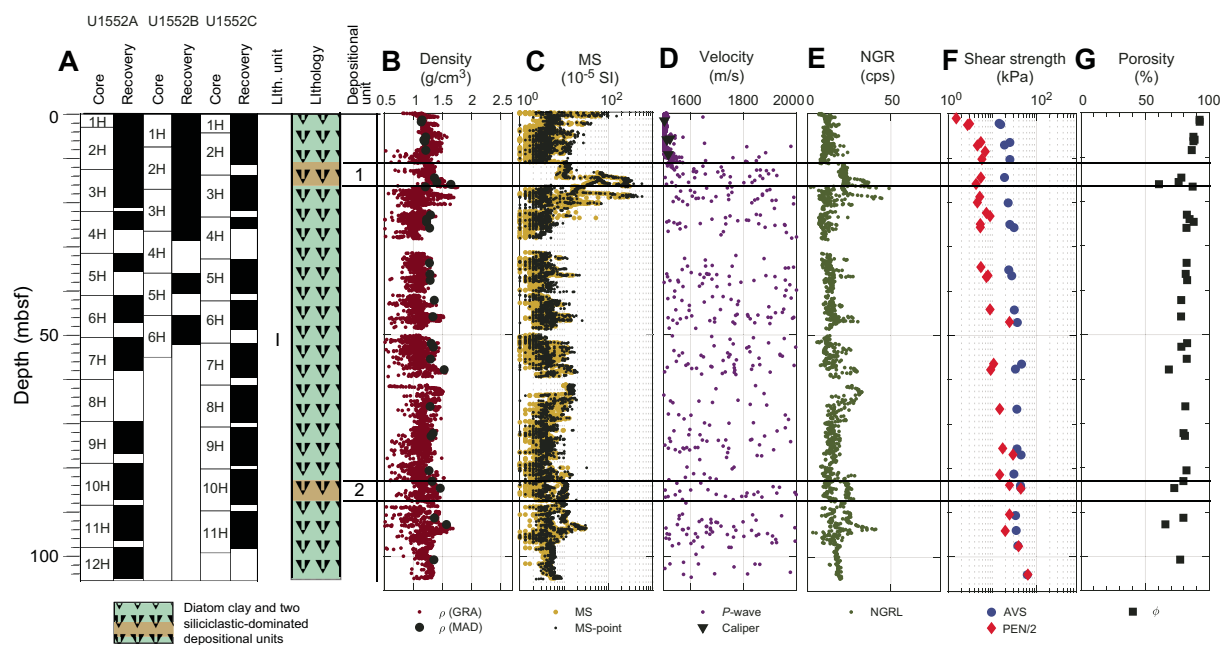 U1552A U1552B U1552C
A
Core
Recovery
Core
Recovery
Core
Recovery
Lith. unit
Lithology
Depositional
unit
B Density
(g/cm³)
0.5 1 1.5 2 2.5
C MS
(10⁻⁵ SI)
10⁰ 10²
D Velocity
(m/s)
1600 1800 20000
E NGR
(cps)
0 50
F Shear strength
(kPa)
10⁰ 10²
G Porosity
(%)
0 50 100
Depth (mbsf)
0
50
100
1H
2H
3H
4H
5H
6H
7H
8H
9H
10H
11H
12H
1H
2H
3H
4H
5H
6H
1H
2H
3H
4H
5H
6H
7H
8H
9H
10H
11H
I
1
2
Diatom clay and two
siliciclastic-dominated
depositional units
ρ (GRA)
ρ (MAD)
MS
MS-point
P-wave
Caliper
NGRL
AVS
PEN/2
ϕ